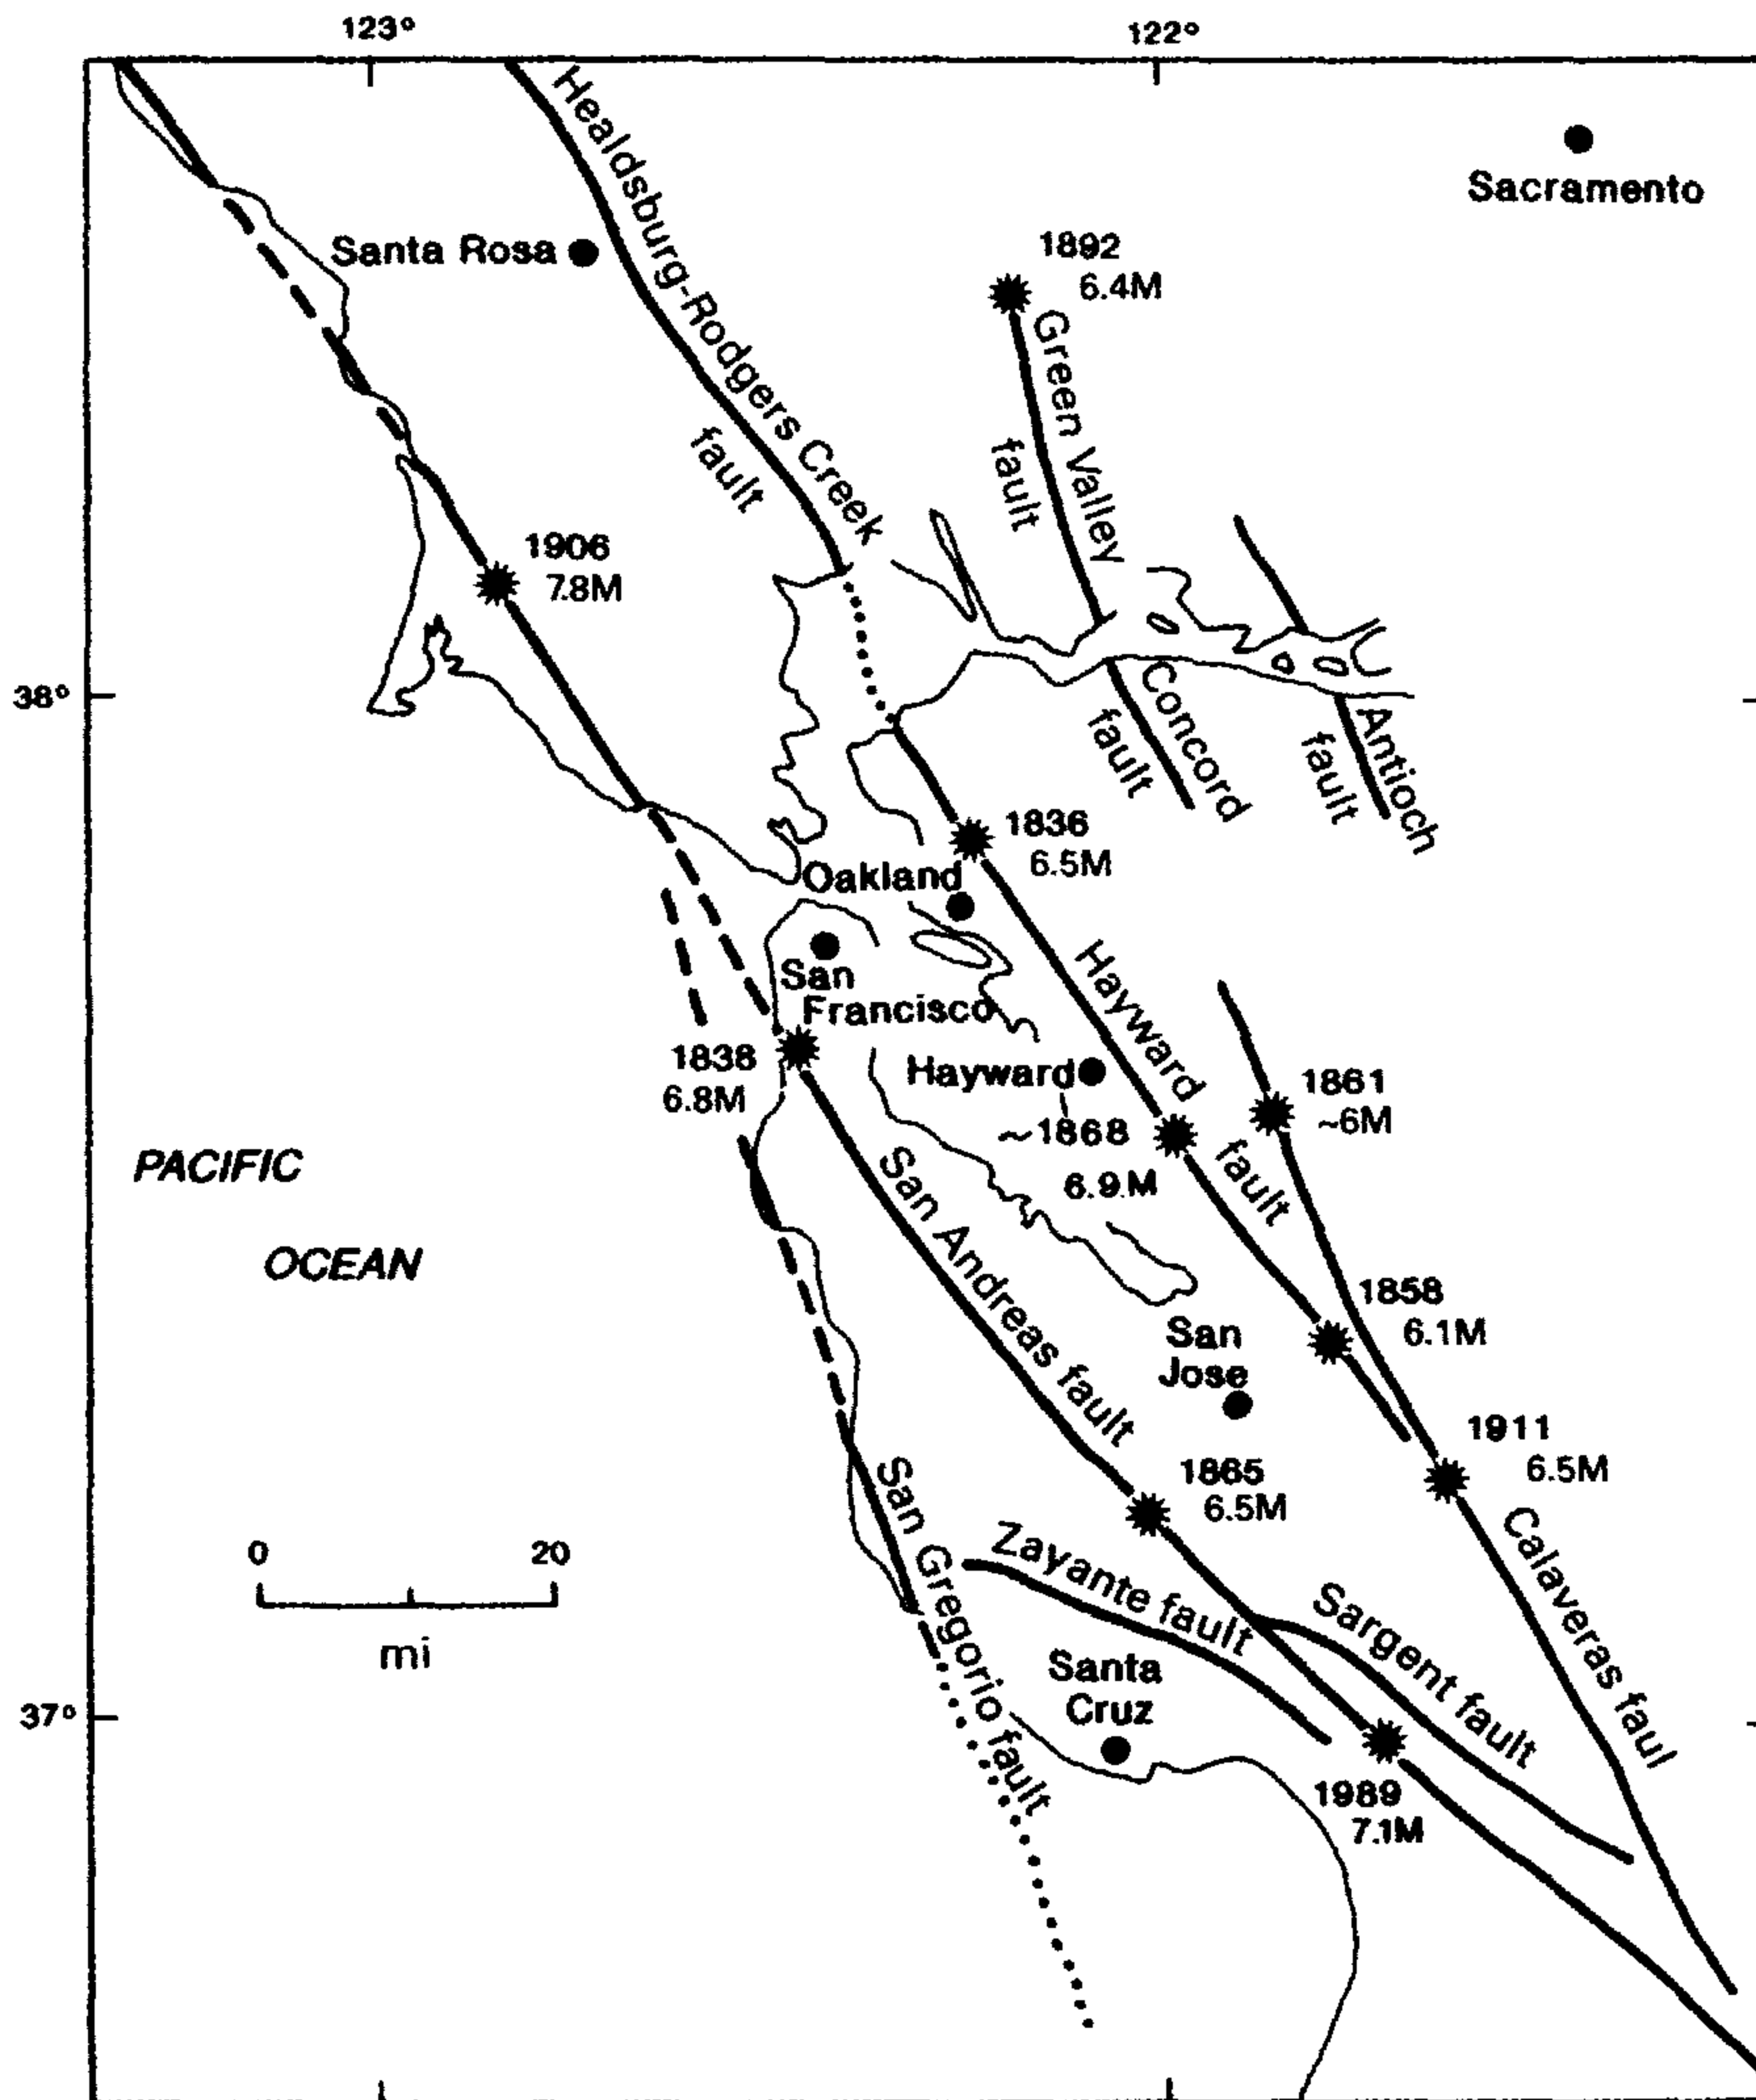 123°
122°
Healdsburg-Rodgers Creek
fault
Sacramento
Santa Rosa
1892
6.4M
Green Valley
fault
1906
7.8M
38°
Concord
fault
Antioch
fault
1836
6.5M
Oakland
San
Francisco
Hayward
fault
1838
6.8M
Hayward
~1868
6.9M
1861
~6M
PACIFIC
OCEAN
San Andreas fault
1858
6.1M
San
Jose
1911
6.5M
1865
6.5M
San Gregorio fault
Zayante fault
Calaveras faul
Sargent fault
0
20
mi
Santa
Cruz
37°
1989
7.1M